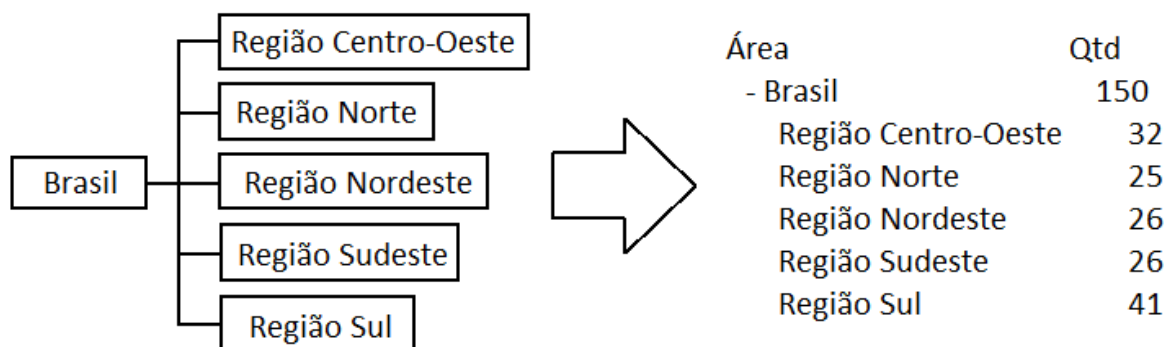 Brasil
Região Centro-Oeste
Região Norte
Região Nordeste
Região Sudeste
Região Sul
Área Qtd
- Brasil 150
Região Centro-Oeste 32
Região Norte 25
Região Nordeste 26
Região Sudeste 26
Região Sul 41